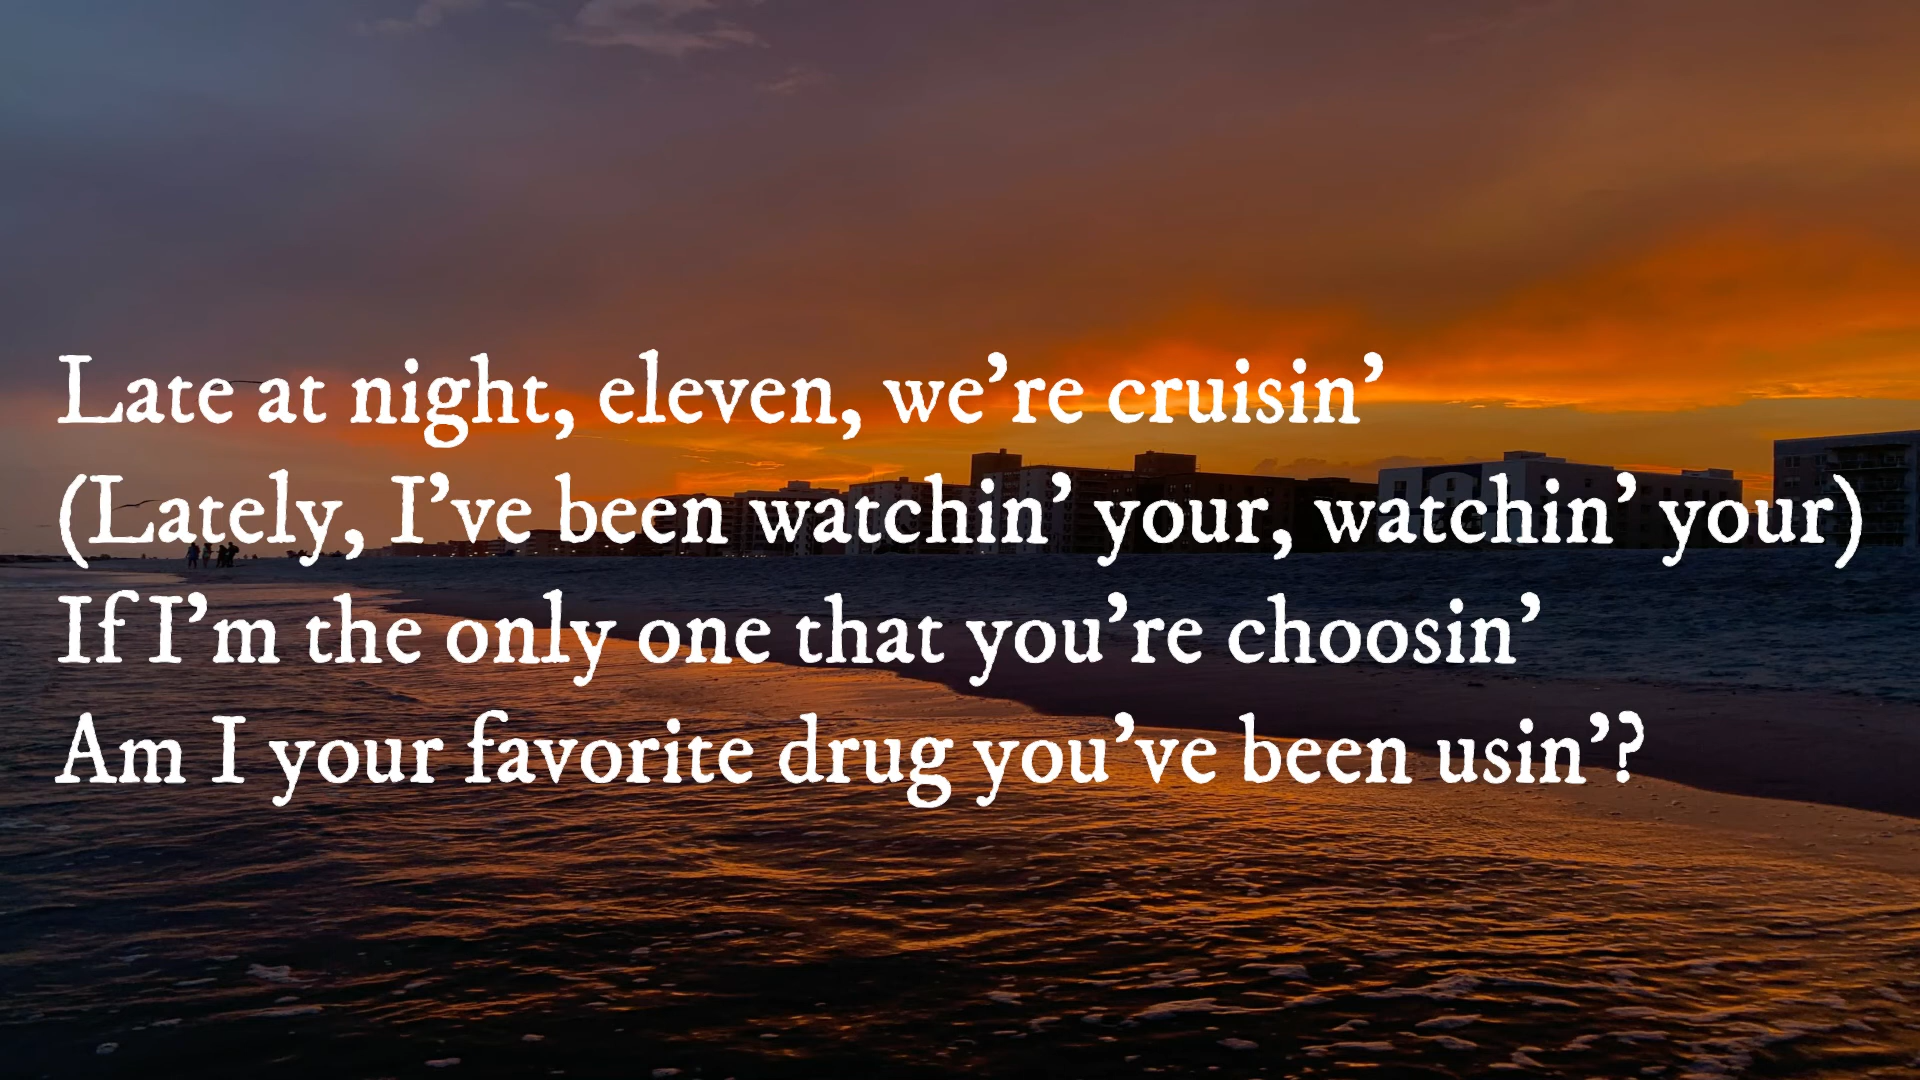 Late at night, eleven, we’re cruisin’
(Lately, I’ve been watchin’ your, watchin’ your)
If I’m the only one that you’re choosin’
Am I your favorite drug you’ve been usin’?